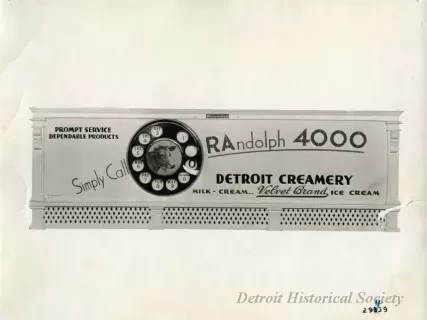 PROMPT SERVICE
DEPENDABLE PRODUCTS
Simply Call
RAndolph 4000
DETROIT CREAMERY
MILK - CREAM... Velvet Brand, ICE CREAM
Detroit Historical Society